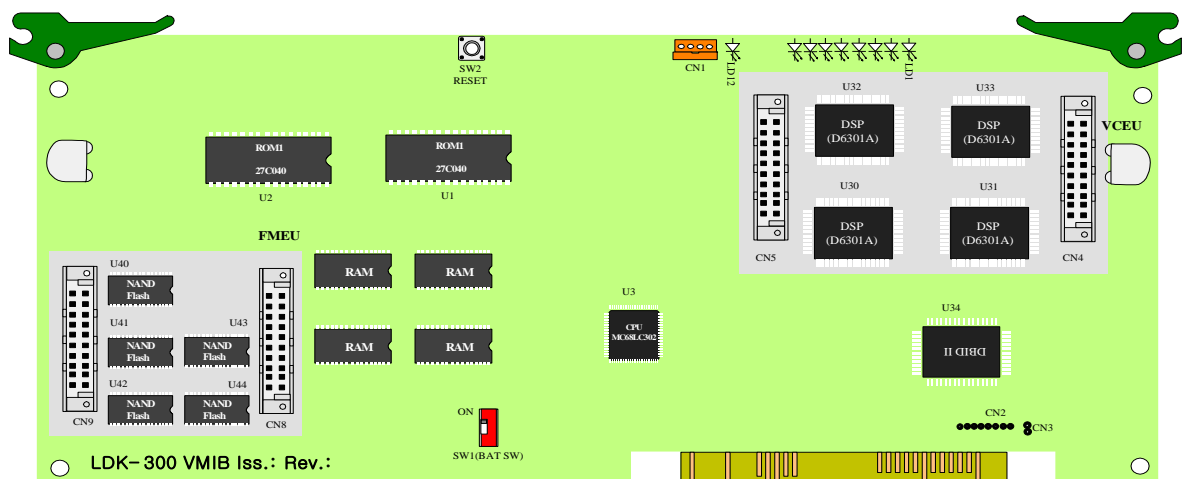 SW2
RESET
CN1
LD12
LD1
U32
U33
DSP
(D6301A)
DSP
(D6301A)
VCEU
ROM1
27C040
U2
ROM1
27C040
U1
U30
U31
DSP
(D6301A)
DSP
(D6301A)
CN5
CN4
FMEU
U40
NAND
Flash
U41
NAND
Flash
U43
NAND
Flash
U42
NAND
Flash
U44
NAND
Flash
CN9
CN8
RAM
RAM
RAM
RAM
U3
CPU
MC68LC302
U34
DBID II
ON
SW1(BAT SW)
CN2
CN3
LDK-300 VMIB Iss.: Rev.: